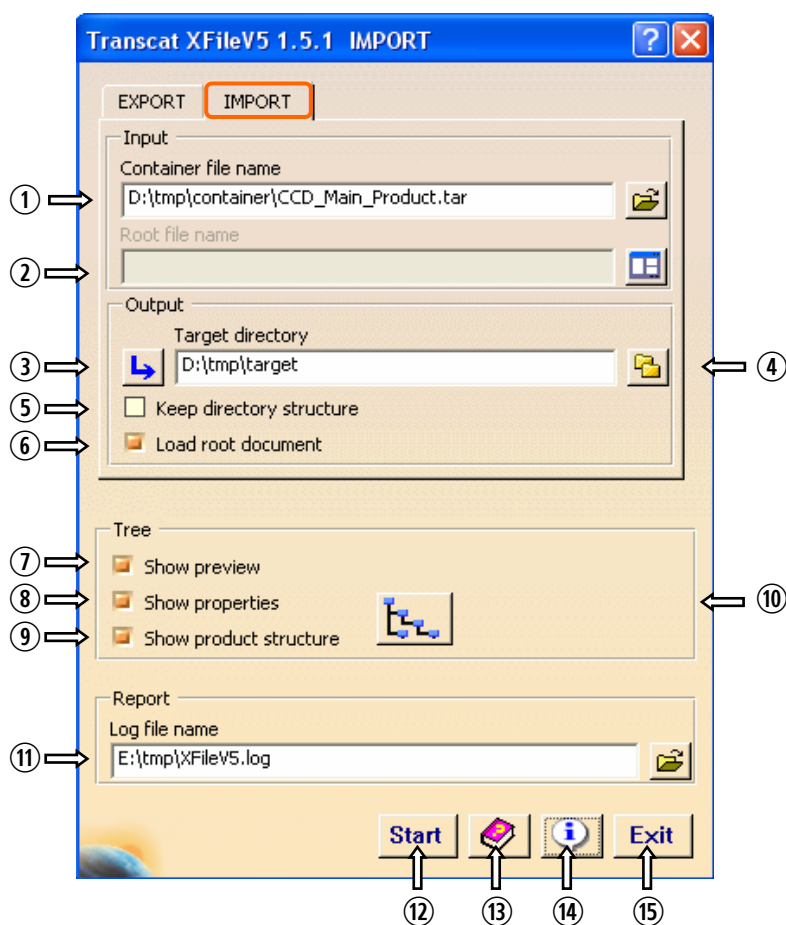 Transcat XFileV5 1.5.1 IMPORT
EXPORT IMPORT
Input
Container file name
① D:\tmp\container\CCD_Main_Product.tar
Root file name
②
Output
Target directory
③ D:\tmp\target ④
⑤ Keep directory structure
⑥ Load root document
Tree
⑦ Show preview
⑧ Show properties ⑩
⑨ Show product structure
Report
Log file name
⑪ E:\tmp\XFileV5.log
Start Exit
⑫ ⑬ ⑭ ⑮